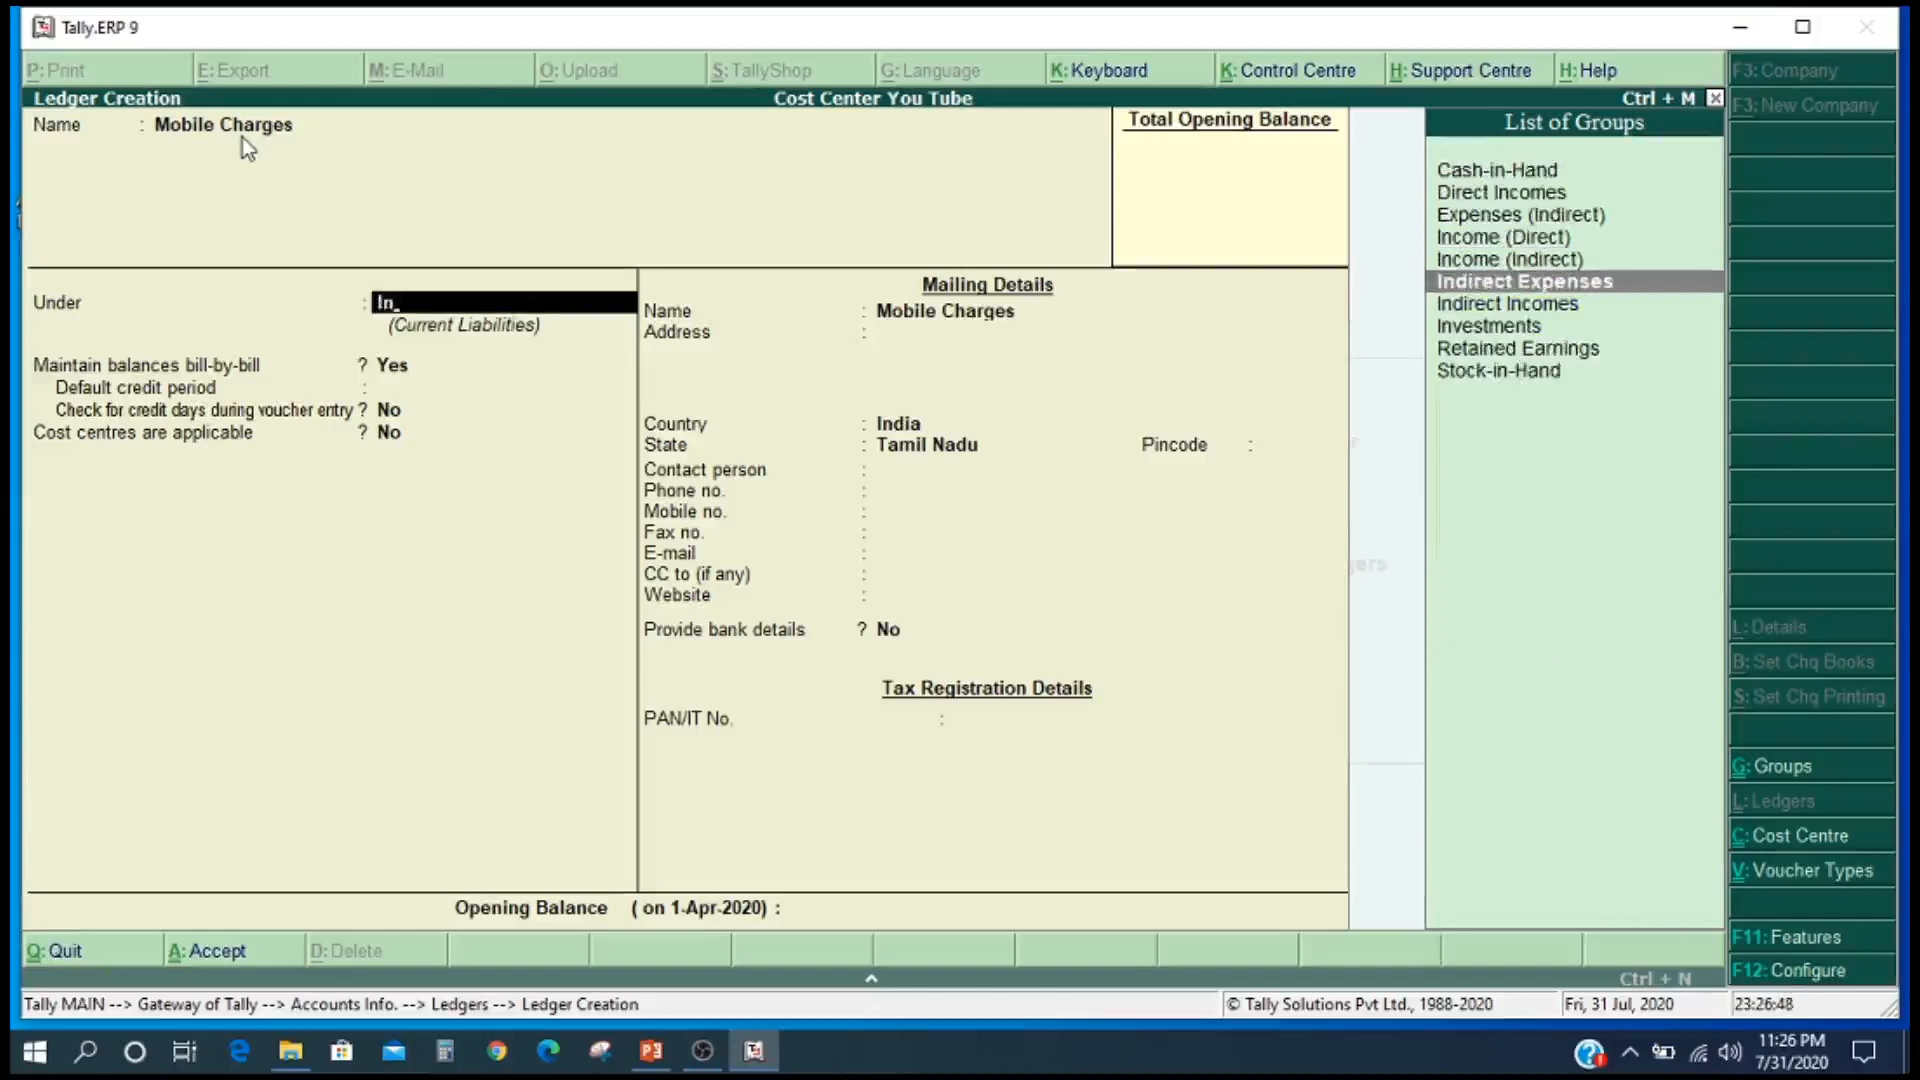 Tally.ERP 9
P: Print E: Export M: E-Mail O: Upload S: TallyShop G: Language K: Keyboard K: Control Centre H: Support Centre H: Help F3: Company
Ledger Creation Cost Center You Tube Ctrl + M
F3: New Company
Name : Mobile Charges
Total Opening Balance
List of Groups
Cash-in-Hand
Direct Incomes
Expenses (Indirect)
Income (Direct)
Income (Indirect)
Indirect Expenses
Indirect Incomes
Investments
Retained Earnings
Stock-in-Hand
Under : In
(Current Liabilities)
Maintain balances bill-by-bill ? Yes
Default credit period :
Check for credit days during voucher entry ? No
Cost centres are applicable ? No
Mailing Details
Name : Mobile Charges
Address :
Country : India
State : Tamil Nadu Pincode :
Contact person :
Phone no. :
Mobile no. :
Fax no. :
E-mail :
CC to (if any) :
Website :
Provide bank details ? No
Tax Registration Details
PAN/IT No. :
L: Details
B: Set Chq Books
S: Set Chq Printing
G: Groups
L: Ledgers
C: Cost Centre
V: Voucher Types
F11: Features
F12: Configure
Opening Balance ( on 1-Apr-2020) :
Q: Quit A: Accept D: Delete
Ctrl + N
Tally MAIN --> Gateway of Tally --> Accounts Info. --> Ledgers --> Ledger Creation © Tally Solutions Pvt Ltd., 1988-2020 Fri, 31 Jul, 2020 23:26:48
11:26 PM
7/31/2020